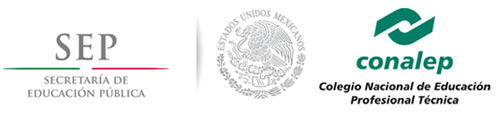 SEP
SECRETARÍA DE
EDUCACIÓN PÚBLICA
ESTADOS UNIDOS MEXICANOS
conalep
Colegio Nacional de Educación
Profesional Técnica